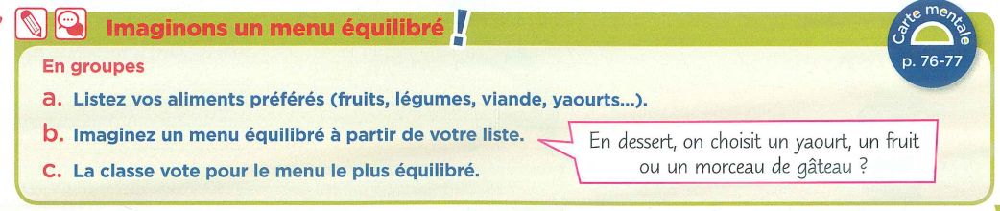 Imaginons un menu équilibré !
Carte mentale
p. 76-77
En groupes
a. Listez vos aliments préférés (fruits, légumes, viande, yaourts...).
b. Imaginez un menu équilibré à partir de votre liste.
En dessert, on choisit un yaourt, un fruit
ou un morceau de gâteau ?
c. La classe vote pour le menu le plus équilibré.